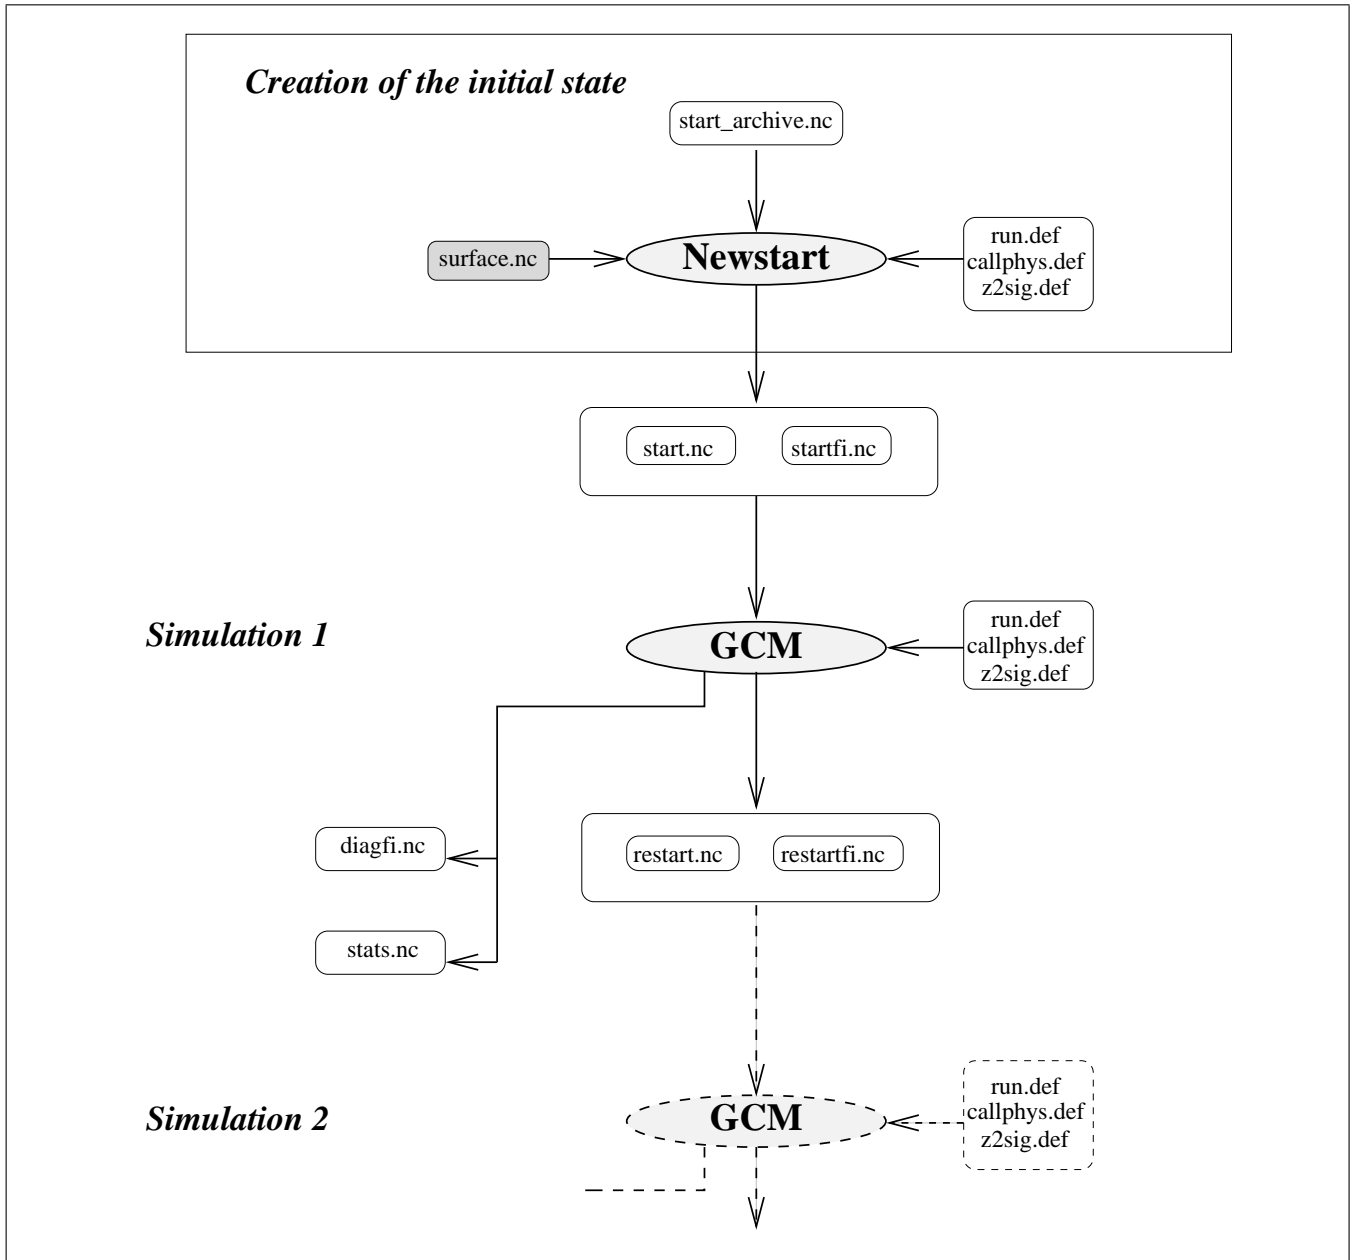 Creation of the initial state
start_archive.nc
surface.nc
Newstart
run.def
callphys.def
z2sig.def
start.nc
startfi.nc
Simulation 1
GCM
run.def
callphys.def
z2sig.def
diagfi.nc
restart.nc
restartfi.nc
stats.nc
Simulation 2
GCM
run.def
callphys.def
z2sig.def